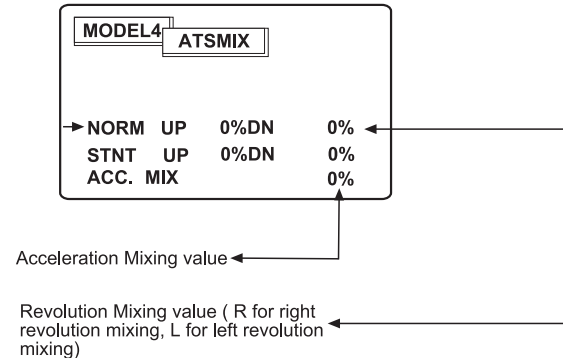 MODEL4
ATSMIX
NORM UP 0%DN 0%
STNT UP 0%DN 0%
ACC. MIX 0%
Acceleration Mixing value
Revolution Mixing value ( R for right
revolution mixing, L for left revolution
mixing)